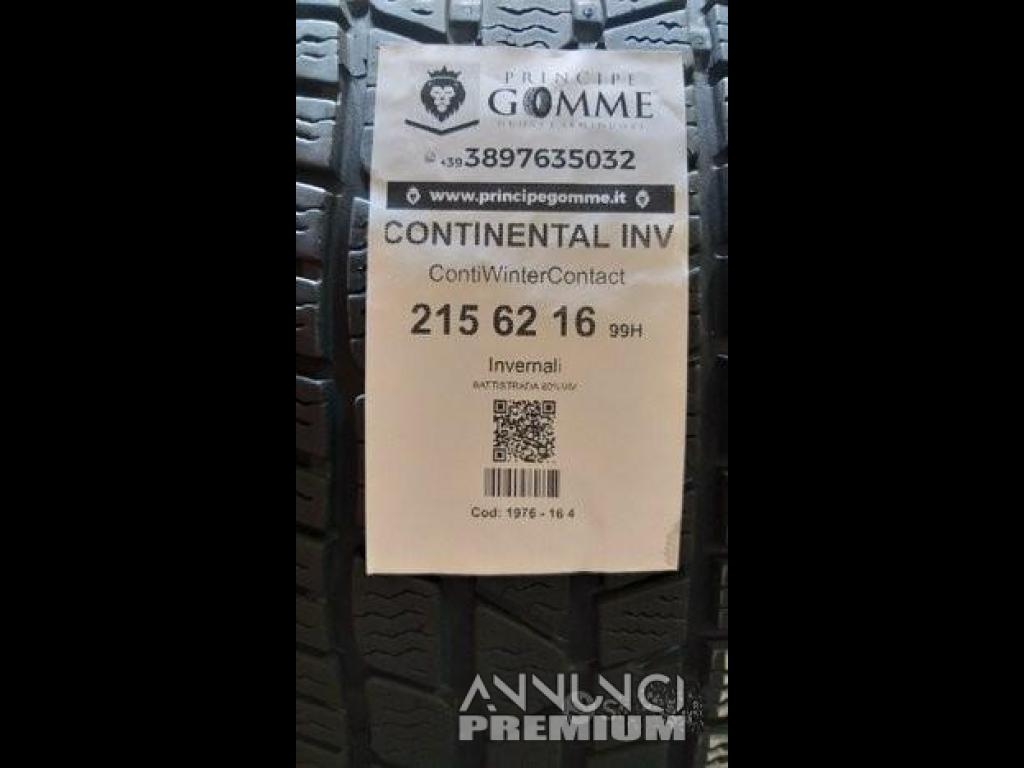 PRINCIPE
GOMME
+39 3897635032
www.principegomme.it
CONTINENTAL INV
ContiWinterContact
215 62 16 99H
Invernali
BATTISTRADA
Cod: 1976 - 16 4
ANNUNCI
PREMIUM